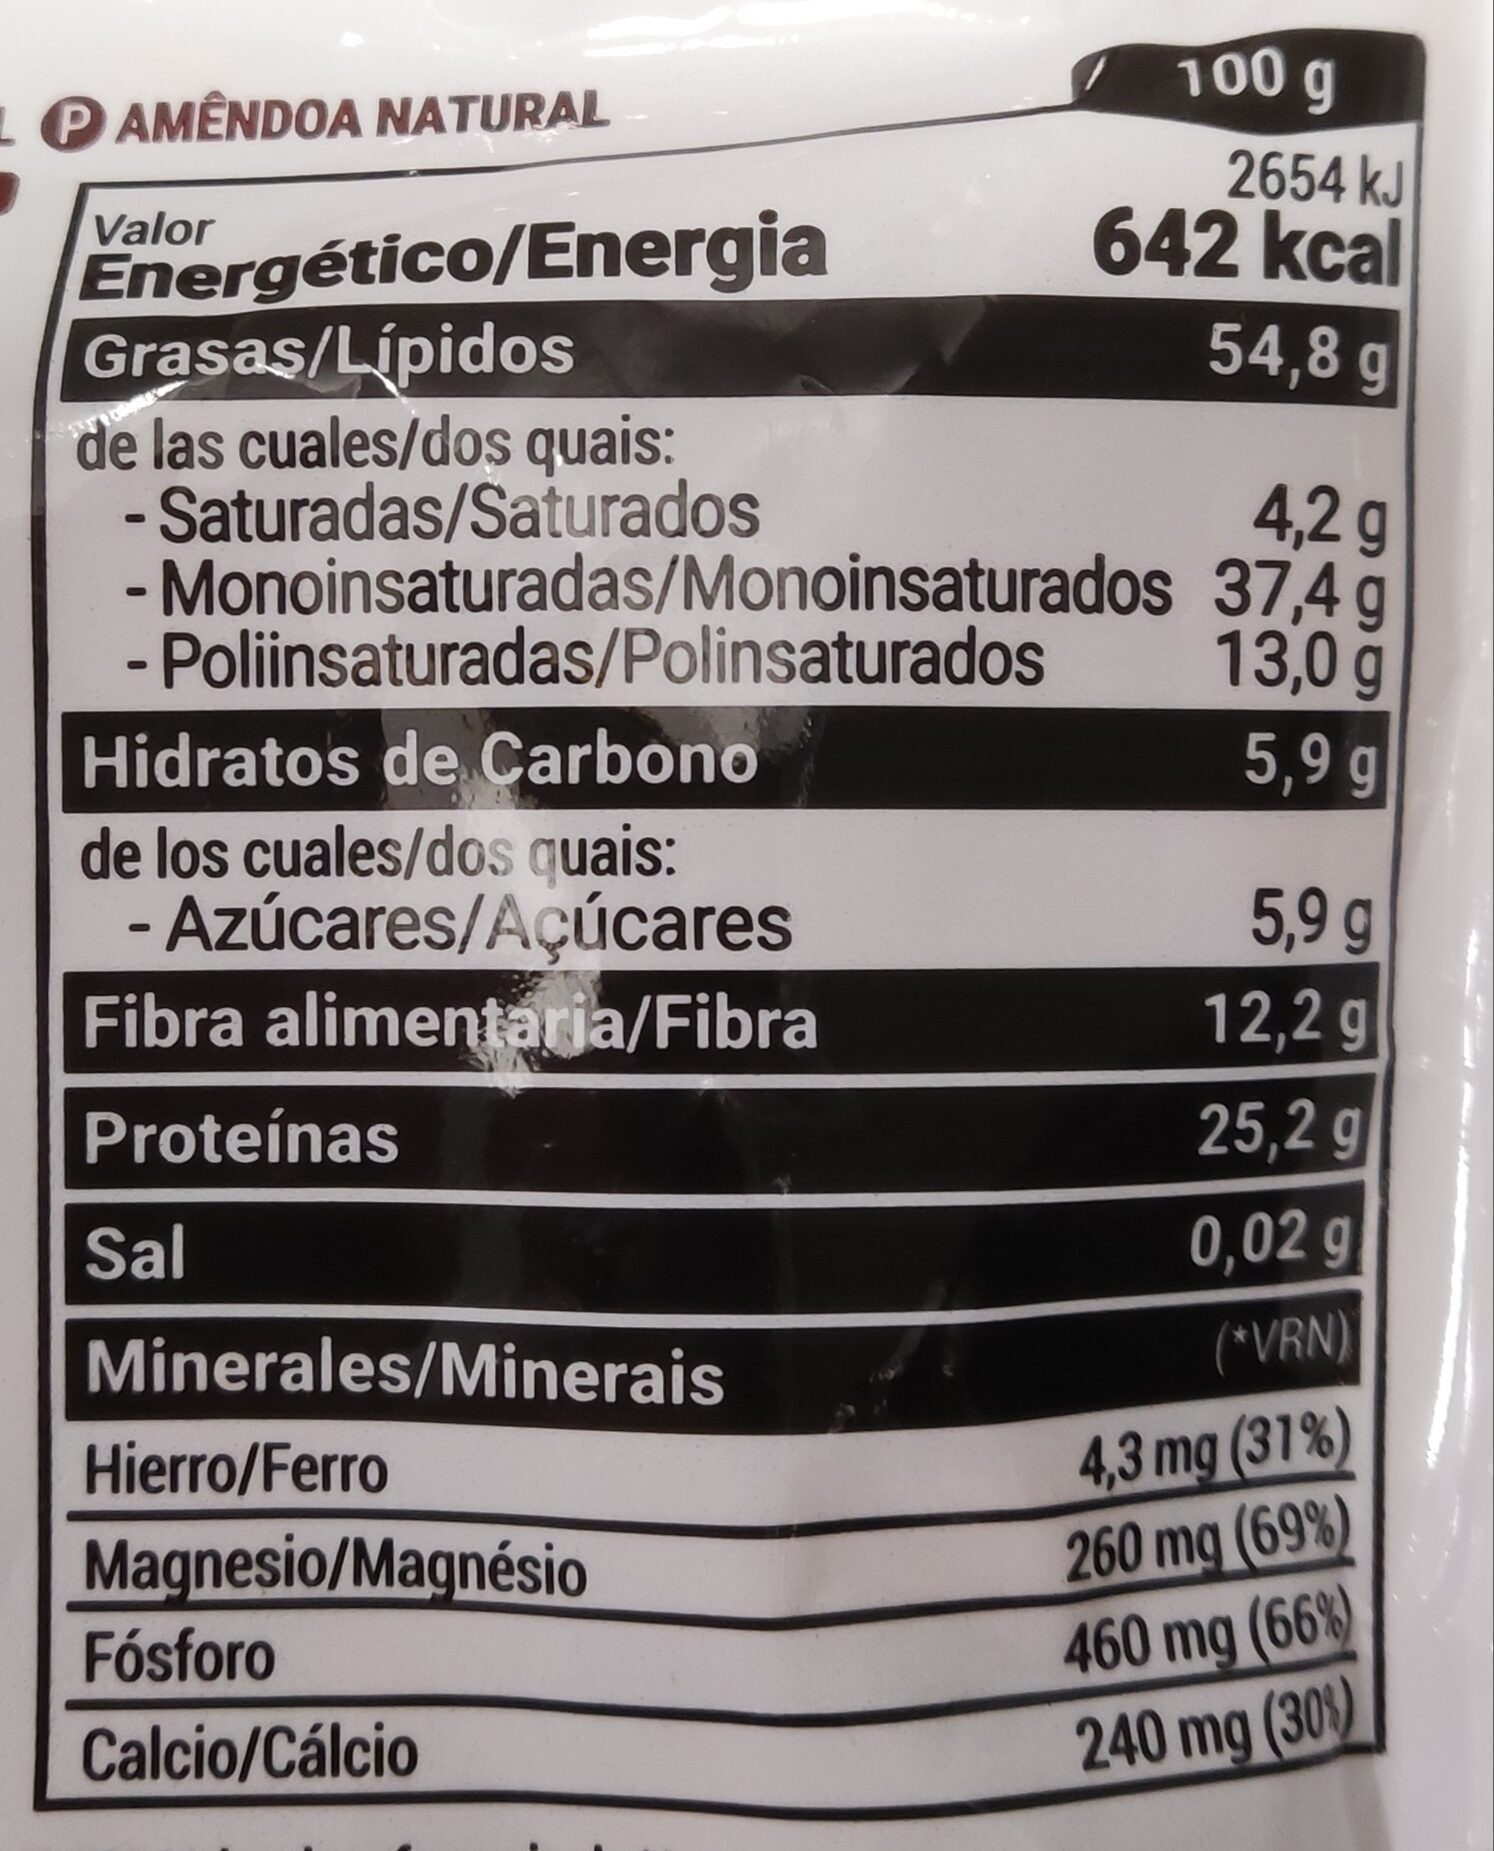 P AMÊNDOA NATURAL
100 g
Valor
Energético/Energia
2654 kJ
642 kcal
Grasas/Lípidos 54,8 g
de las cuales/dos quais:
- Saturadas/Saturados 4,2 g
- Monoinsaturadas/Monoinsaturados 37,4 g
- Poliinsaturadas/Polinsaturados 13,0 g
Hidratos de Carbono 5,9 g
de los cuales/dos quais:
- Azúcares/Açúcares 5,9 g
Fibra alimentaria/Fibra 12,2 g
Proteínas 25,2 g
Sal 0,02 g
Minerales/Minerais (*VRN)
Hierro/Ferro 4,3 mg (31%)
Magnesio/Magnésio 260 mg (69%)
Fósforo 460 mg (66%)
Calcio/Cálcio 240 mg (30%)